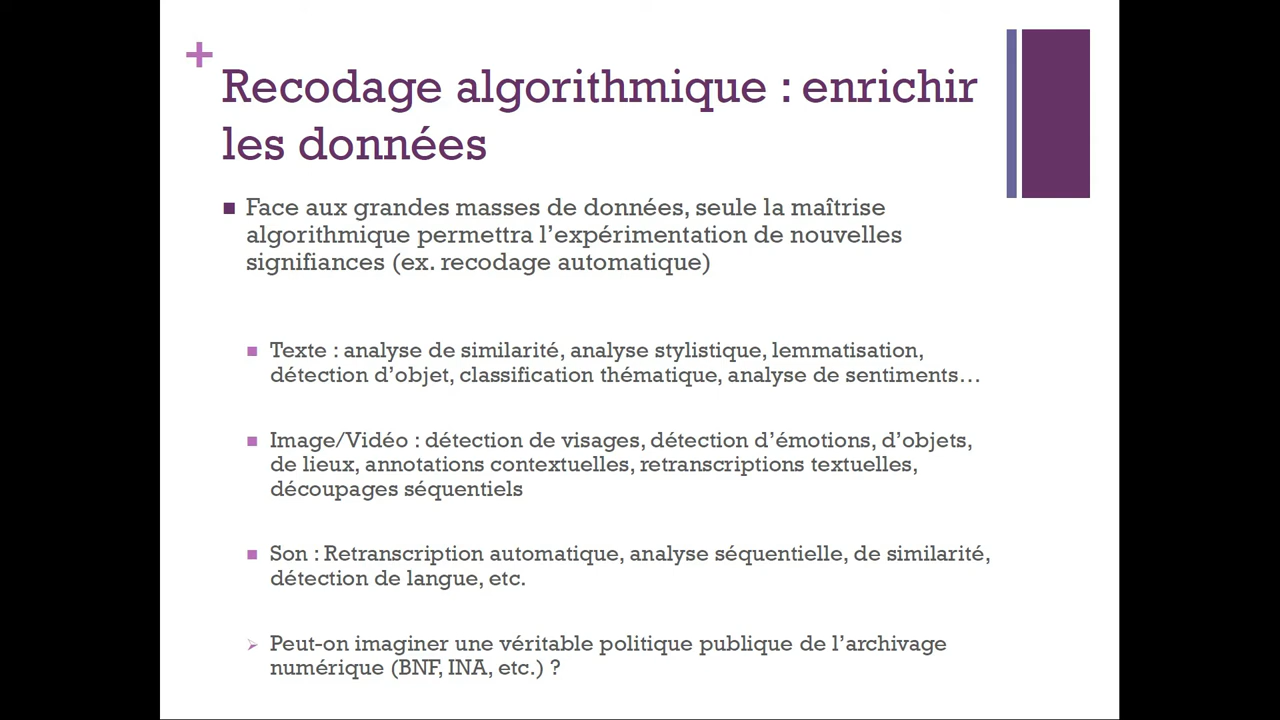 Recodage algorithmique : enrichir
les données
Face aux grandes masses de données, seule la maîtrise
algorithmique permettra l’expérimentation de nouvelles
signifiances (ex. recodage automatique)
Texte : analyse de similarité, analyse stylistique, lemmatisation,
détection d’objet, classification thématique, analyse de sentiments…
Image/Vidéo : détection de visages, détection d’émotions, d’objets,
de lieux, annotations contextuelles, retranscriptions textuelles,
découpages séquentiels
Son : Retranscription automatique, analyse séquentielle, de similarité,
détection de langue, etc.
Peut-on imaginer une véritable politique publique de l’archivage
numérique (BNF, INA, etc.) ?